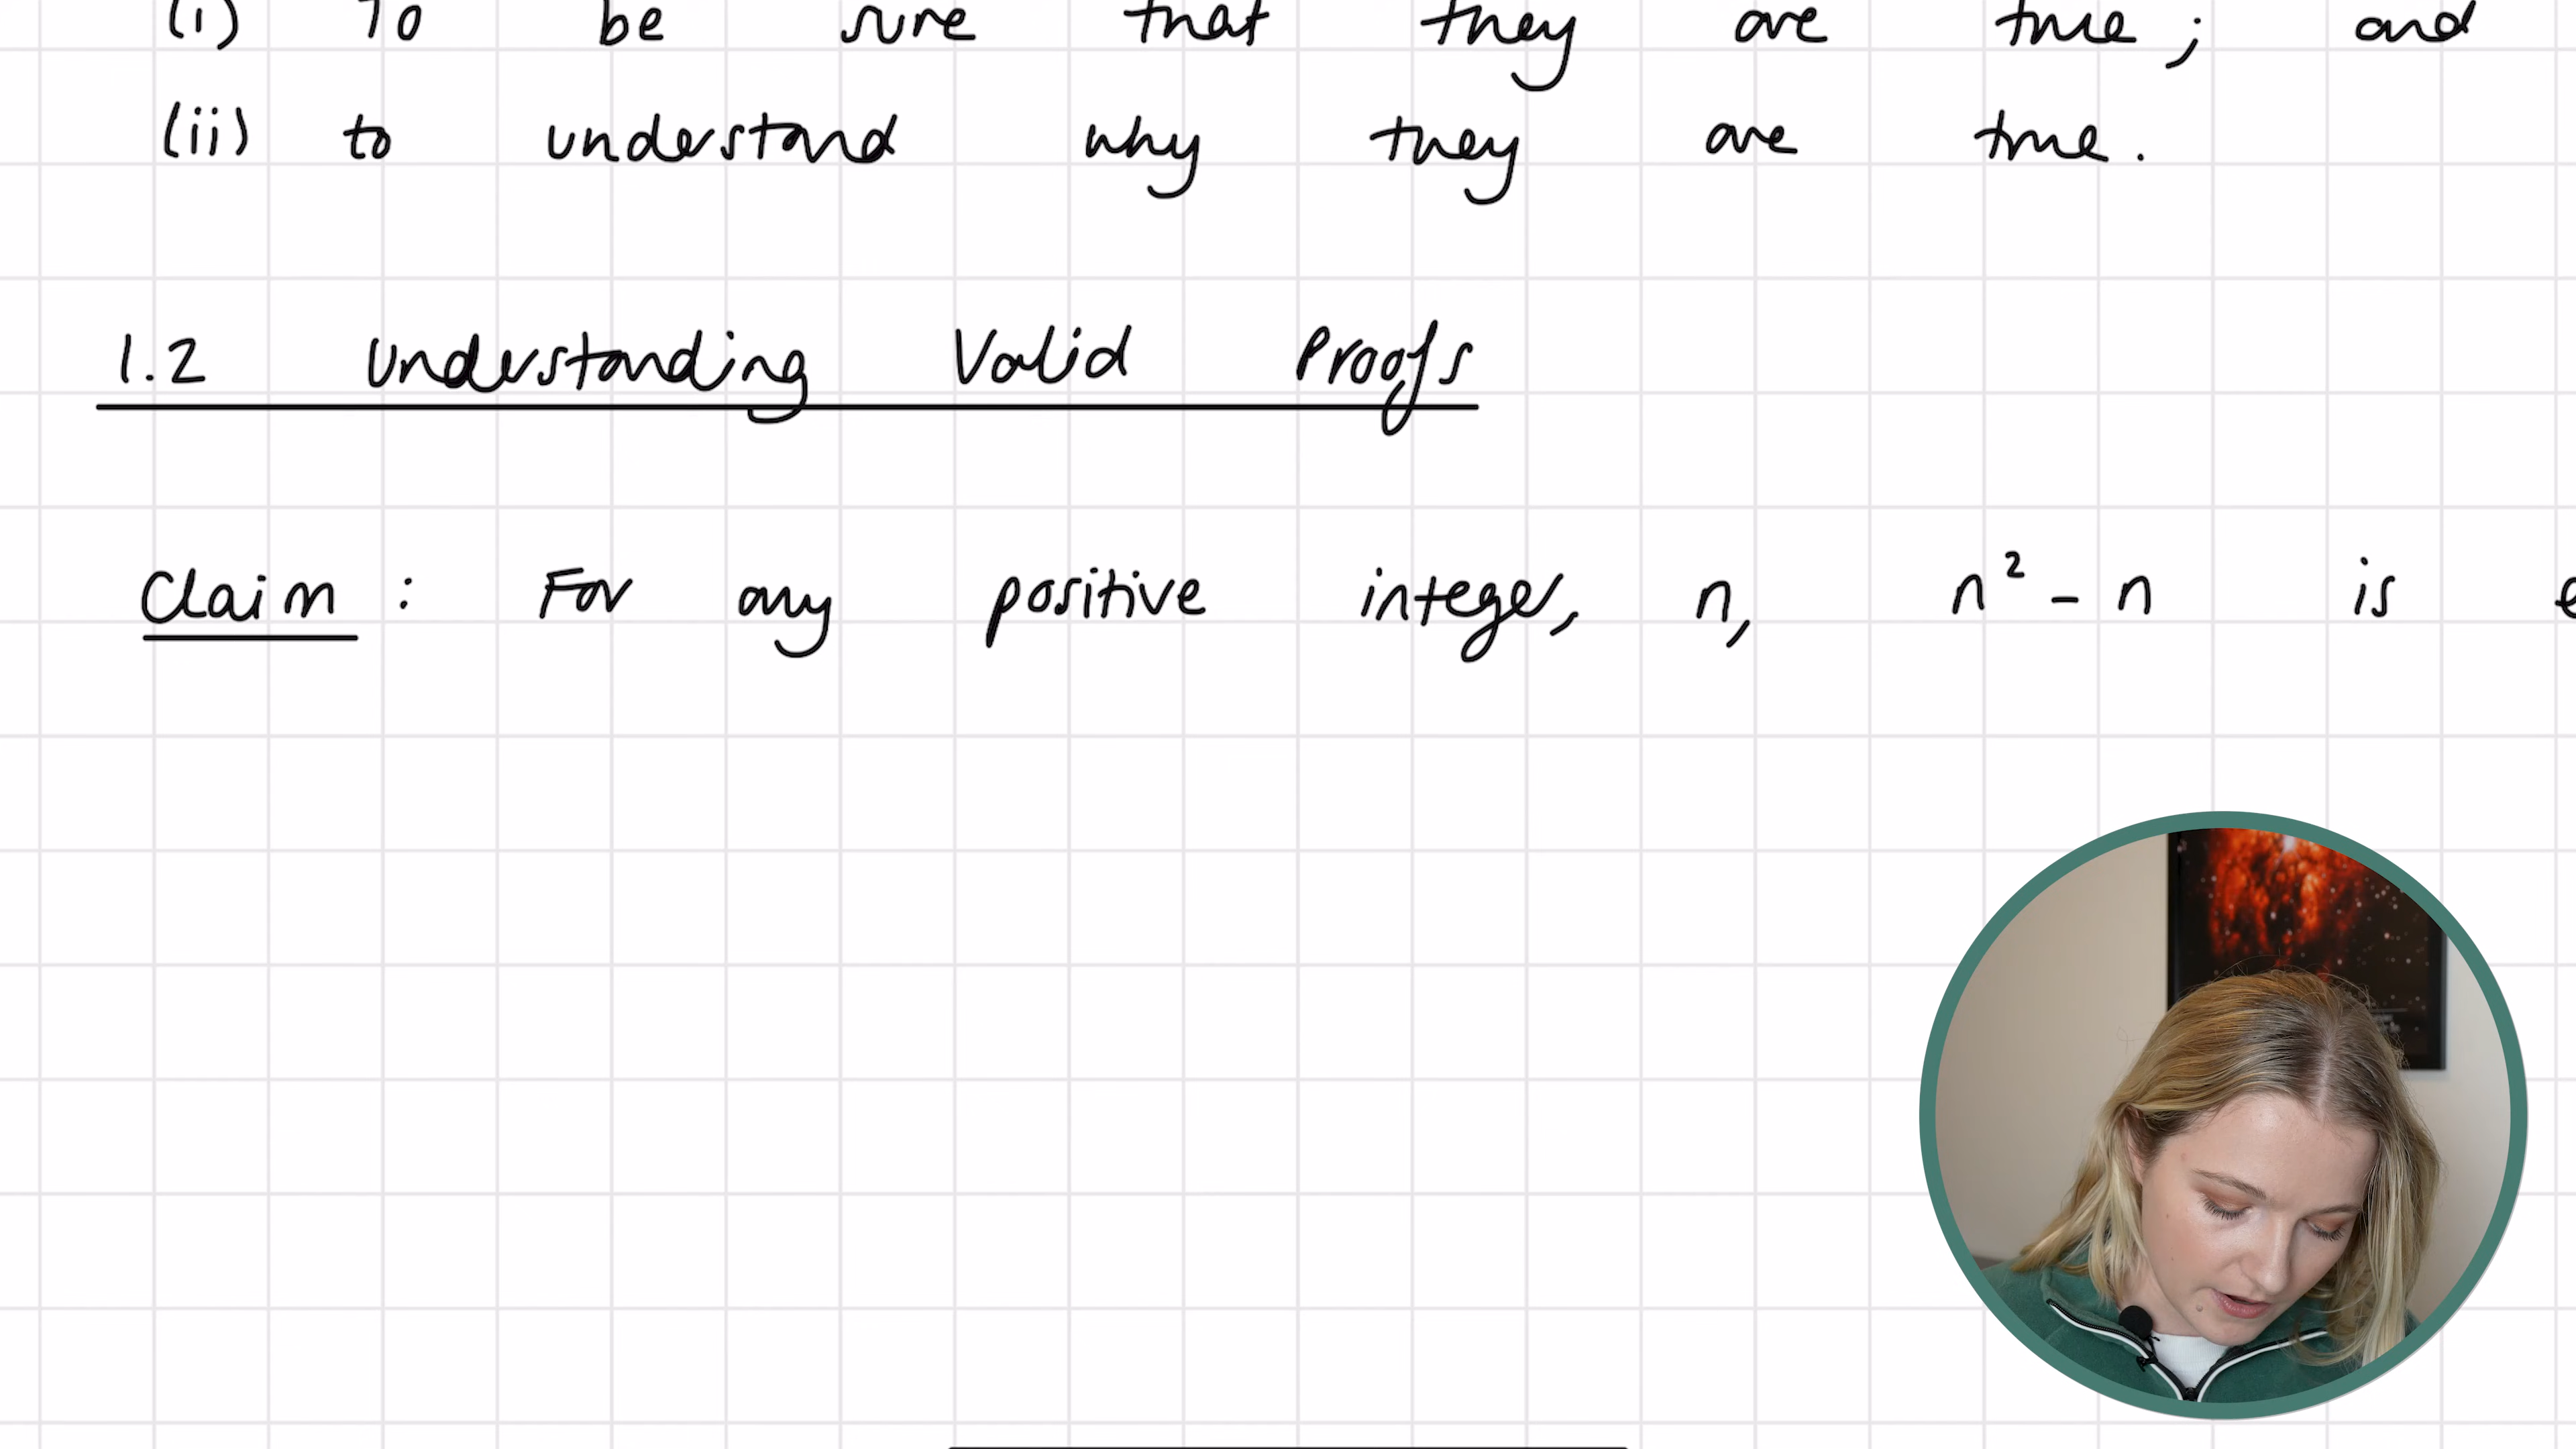 (i) To be sure that they are true; and
(ii) to understand why they are true.
1.2 Understanding Valid Proofs
Claim: For any positive integer, n, n² - n is